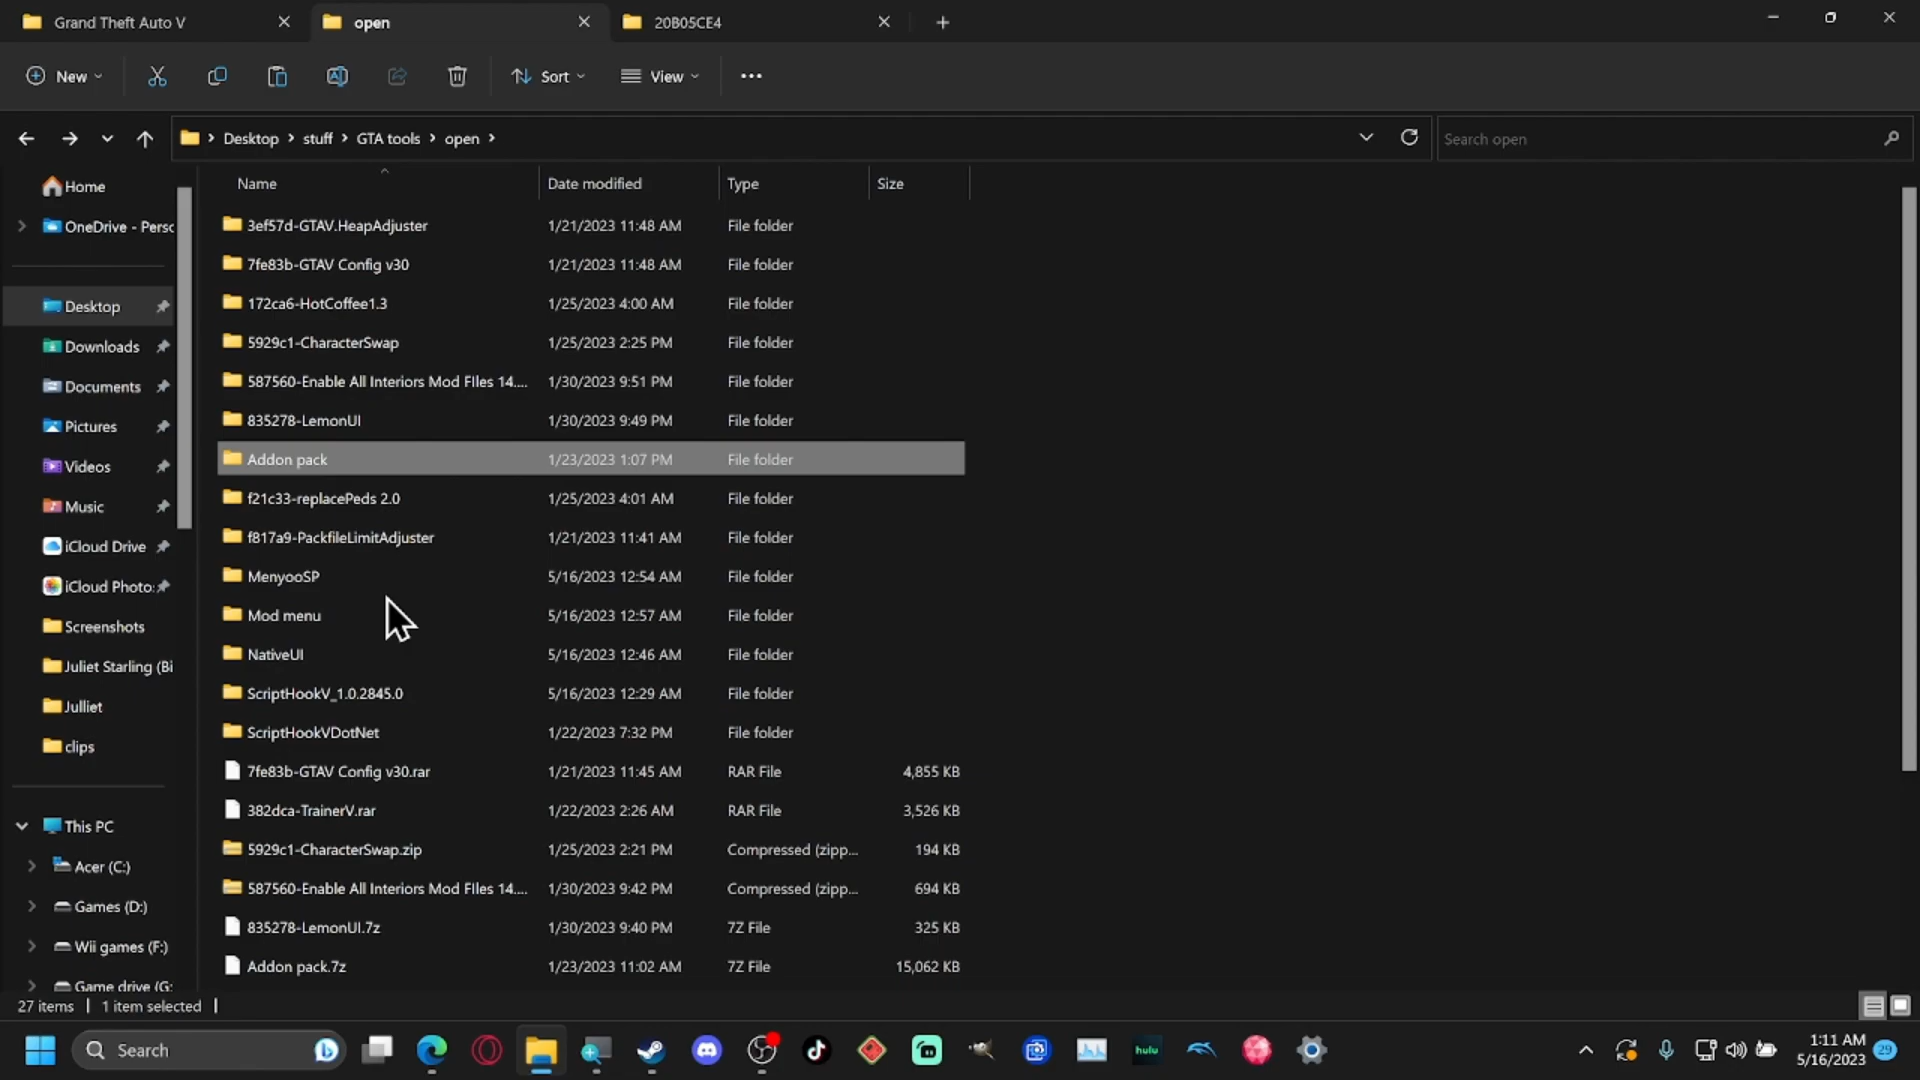 Grand Theft Auto V
open
20B05CE4
New
Sort
View
Desktop > stuff > GTA tools > open >
Search open
Name Date modified Type Size
Home
OneDrive - Perso
Desktop
Downloads
Documents
Pictures
Videos
Music
iCloud Drive
iCloud Photo:
Screenshots
Juliet Starling (Bi
Julliet
clips
This PC
Acer (C:)
Games (D:)
Wii games (F:)
Game drive (G:
3ef57d-GTAV.HeapAdjuster 1/21/2023 11:48 AM File folder
7fe83b-GTAV Config v30 1/21/2023 11:48 AM File folder
172ca6-HotCoffee1.3 1/25/2023 4:00 AM File folder
5929c1-CharacterSwap 1/25/2023 2:25 PM File folder
587560-Enable All Interiors Mod FIles 14.... 1/30/2023 9:51 PM File folder
835278-LemonUI 1/30/2023 9:49 PM File folder
Addon pack 1/23/2023 1:07 PM File folder
f21c33-replacePeds 2.0 1/25/2023 4:01 AM File folder
f817a9-PackfileLimitAdjuster 1/21/2023 11:41 AM File folder
MenyooSP 5/16/2023 12:54 AM File folder
Mod menu 5/16/2023 12:57 AM File folder
NativeUI 5/16/2023 12:46 AM File folder
ScriptHookV_1.0.2845.0 5/16/2023 12:29 AM File folder
ScriptHookVDotNet 1/22/2023 7:32 PM File folder
7fe83b-GTAV Config v30.rar 1/21/2023 11:45 AM RAR File 4,855 KB
382dca-TrainerV.rar 1/22/2023 2:26 AM RAR File 3,526 KB
5929c1-CharacterSwap.zip 1/25/2023 2:21 PM Compressed (zipp... 194 KB
587560-Enable All Interiors Mod FIles 14.... 1/30/2023 9:42 PM Compressed (zipp... 694 KB
835278-LemonUI.7z 1/30/2023 9:40 PM 7Z File 325 KB
Addon pack.7z 1/23/2023 11:02 AM 7Z File 15,062 KB
27 items | 1 item selected |
Search
hulu
1:11 AM
5/16/2023
29